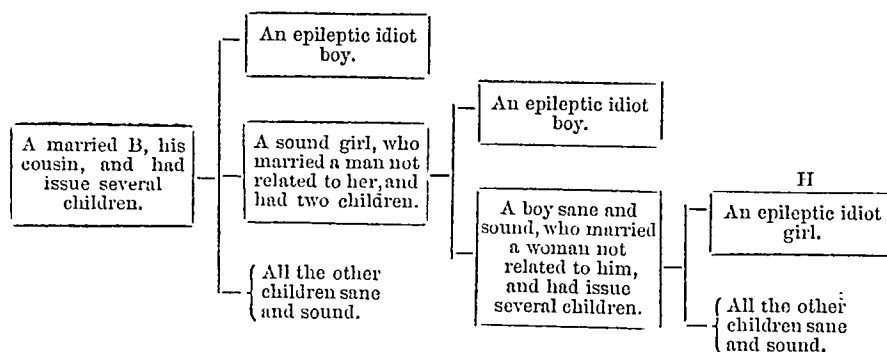 A married B, his
cousin, and had
issue several
children.
An epileptic idiot
boy.
A sound girl, who
married a man not
related to her, and
had two children.
All the other
children sane
and sound.
An epileptic idiot
boy.
A boy sane and
sound, who married
a woman not
related to him,
and had issue
several children.
H
An epileptic idiot
girl.
All the other
children sane
and sound.